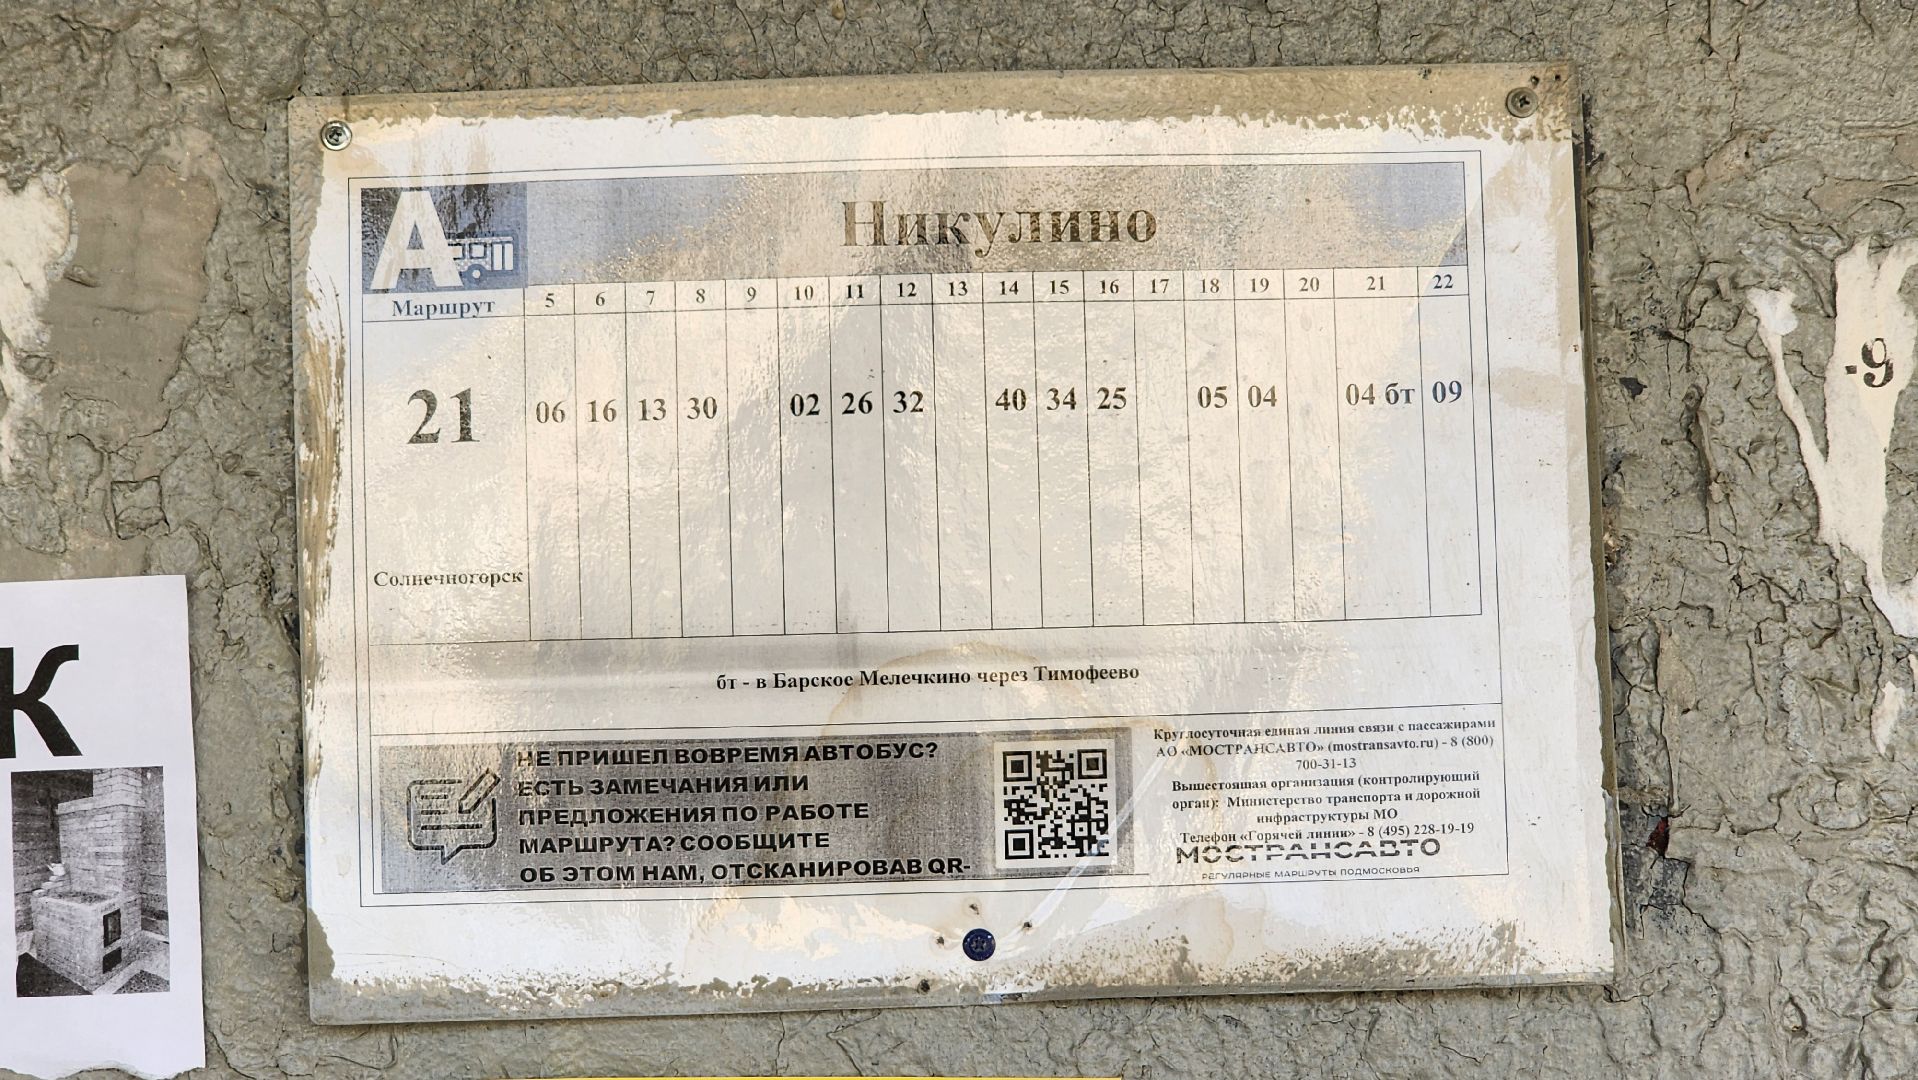 А
Никулино
Маршрут 5 6 7 8 9 10 11 12 13 14 15 16 17 18 19 20 21 22
21 06 16 13 30 02 26 32 40 34 25 05 04 04 бт 09
Солнечногорск
бт - в Барское Мелечкино через Тимофеево
НЕ ПРИШЕЛ ВОВРЕМЯ АВТОБУС?
ЕСТЬ ЗАМЕЧАНИЯ ИЛИ
ПРЕДЛОЖЕНИЯ ПО РАБОТЕ
МАРШРУТА? СООБЩИТЕ
ОБ ЭТОМ НАМ, ОТСКАНИРОВАВ QR-
Круглосуточная единая линия связи с пассажирами
АО «МОСТРАНСАВТО» (mostransavto.ru) - 8 (800)
700-31-13
Вышестоящая организация (контролирующий
орган): Министерство транспорта и дорожной
инфраструктуры МО
Телефон «Горячей линии» - 8 (495) 228-19-19
МОСТРАНСАВТО
РЕГУЛЯРНЫЕ МАРШРУТЫ ПОДМОСКОВЬЯ
К
-9